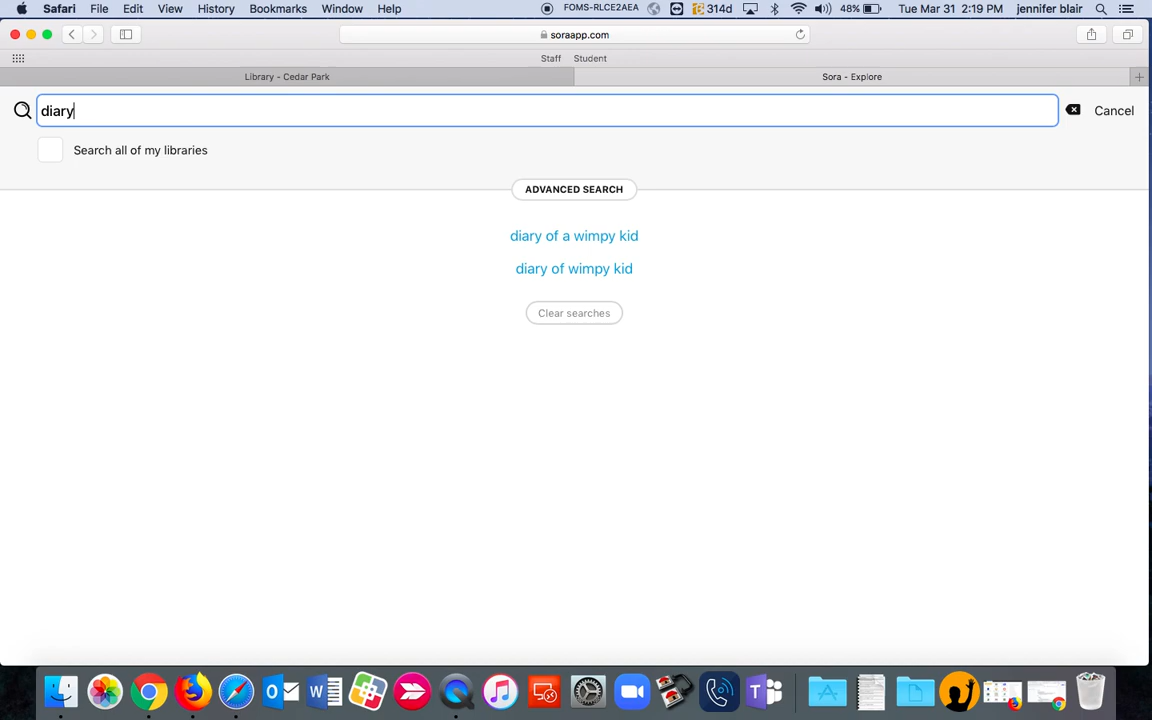 Safari File Edit View History Bookmarks Window Help FOMS-RLCE2AEA 314d 48% Tue Mar 31 2:19 PM jennifer blair
soraapp.com
Staff Student
Library - Cedar Park Sora - Explore
diary Cancel
Search all of my libraries
ADVANCED SEARCH
diary of a wimpy kid
diary of wimpy kid
Clear searches